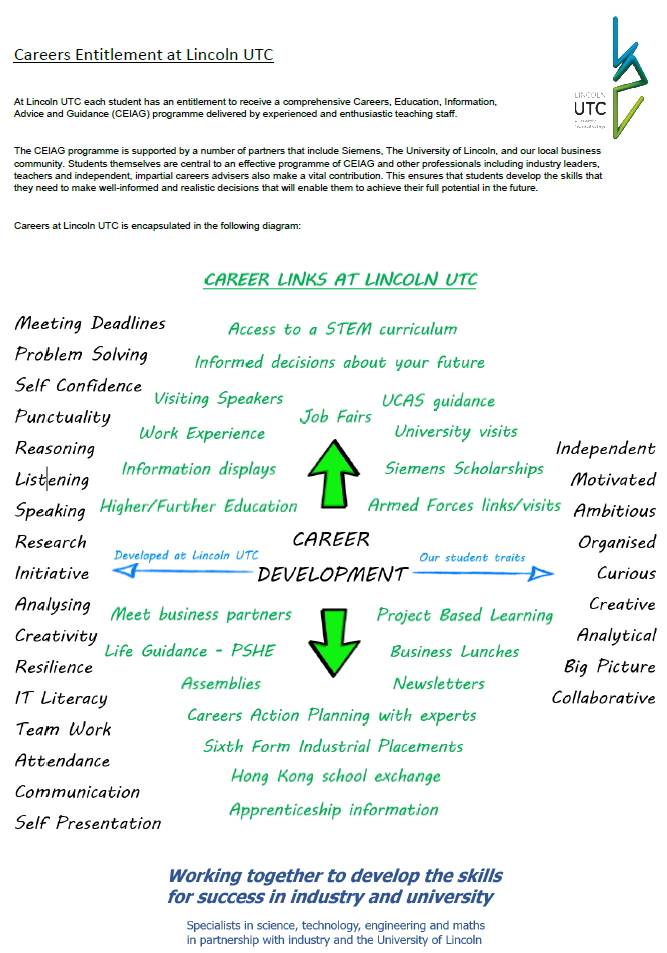 Careers Entitlement at Lincoln UTC
LINCOLN
UTC
At Lincoln UTC each student has an entitlement to receive a comprehensive Careers, Education, Information,
Advice and Guidance (CEIAG) programme delivered by experienced and enthusiastic teaching staff.
The CEIAG programme is supported by a number of partners that include Siemens, The University of Lincoln, and our local business
community. Students themselves are central to an effective programme of CEIAG and other professionals including industry leaders,
teachers and independent, impartial careers advisers also make a vital contribution. This ensures that students develop the skills that
they need to make well-informed and realistic decisions that will enable them to achieve their full potential in the future.
Careers at Lincoln UTC is encapsulated in the following diagram:
CAREER LINKS AT LINCOLN UTC
Meeting Deadlines
Problem Solving
Self Confidence
Punctuality
Reasoning
Listening
Speaking
Research
Initiative
Analysing
Creativity
Resilience
IT Literacy
Team Work
Attendance
Communication
Self Presentation
Access to a STEM curriculum
Informed decisions about your future
Visiting Speakers
UCAS guidance
Job Fairs
Work Experience
University visits
Information displays
Siemens Scholarships
Higher/Further Education
Armed Forces links/visits
CAREER
DEVELOPMENT
Developed at Lincoln UTC
Our student traits
Meet business partners
Project Based Learning
Life Guidance - PSHE
Business Lunches
Assemblies
Newsletters
Careers Action Planning with experts
Sixth Form Industrial Placements
Hong Kong school exchange
Apprenticeship information
Independent
Motivated
Ambitious
Organised
Curious
Creative
Analytical
Big Picture
Collaborative
Working together to develop the skills
for success in industry and university
Specialists in science, technology, engineering and maths
in partnership with industry and the University of Lincoln